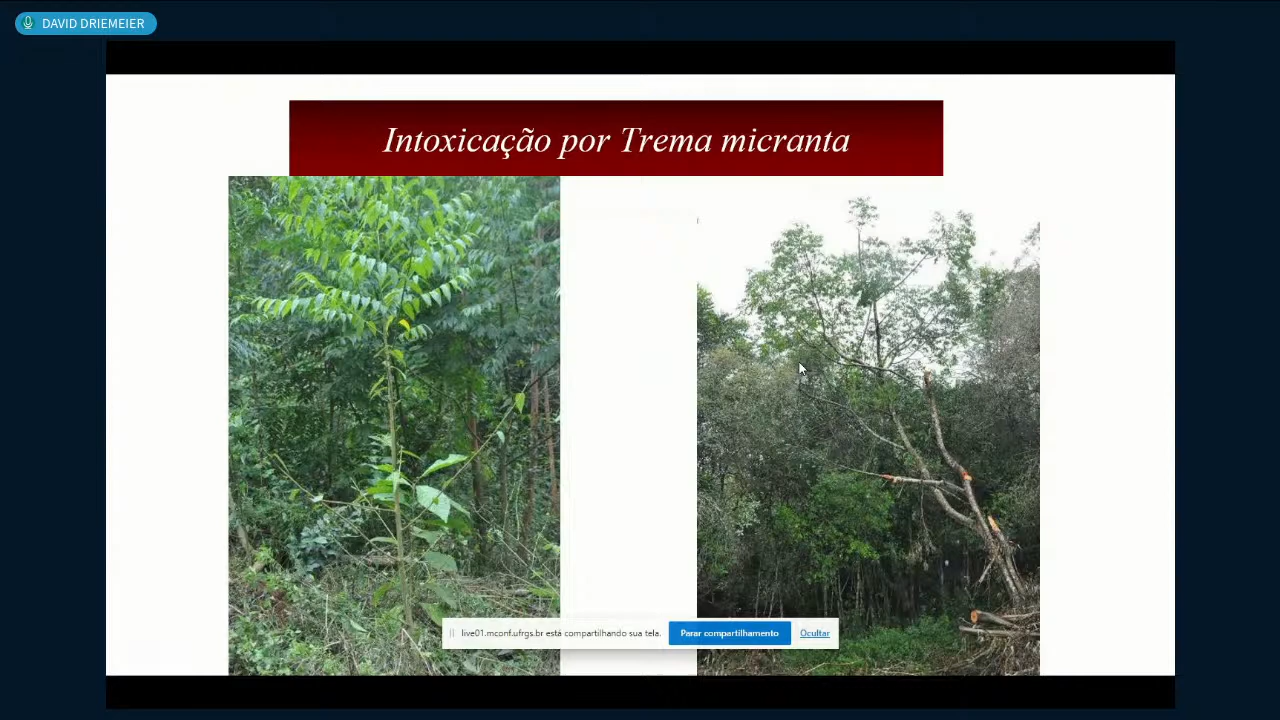 DAVID DRIEMEIER
Intoxicação por Trema micranta
live01.mconf.ufrgs.br está compartilhando sua tela.
Parar compartilhamento
Ocultar